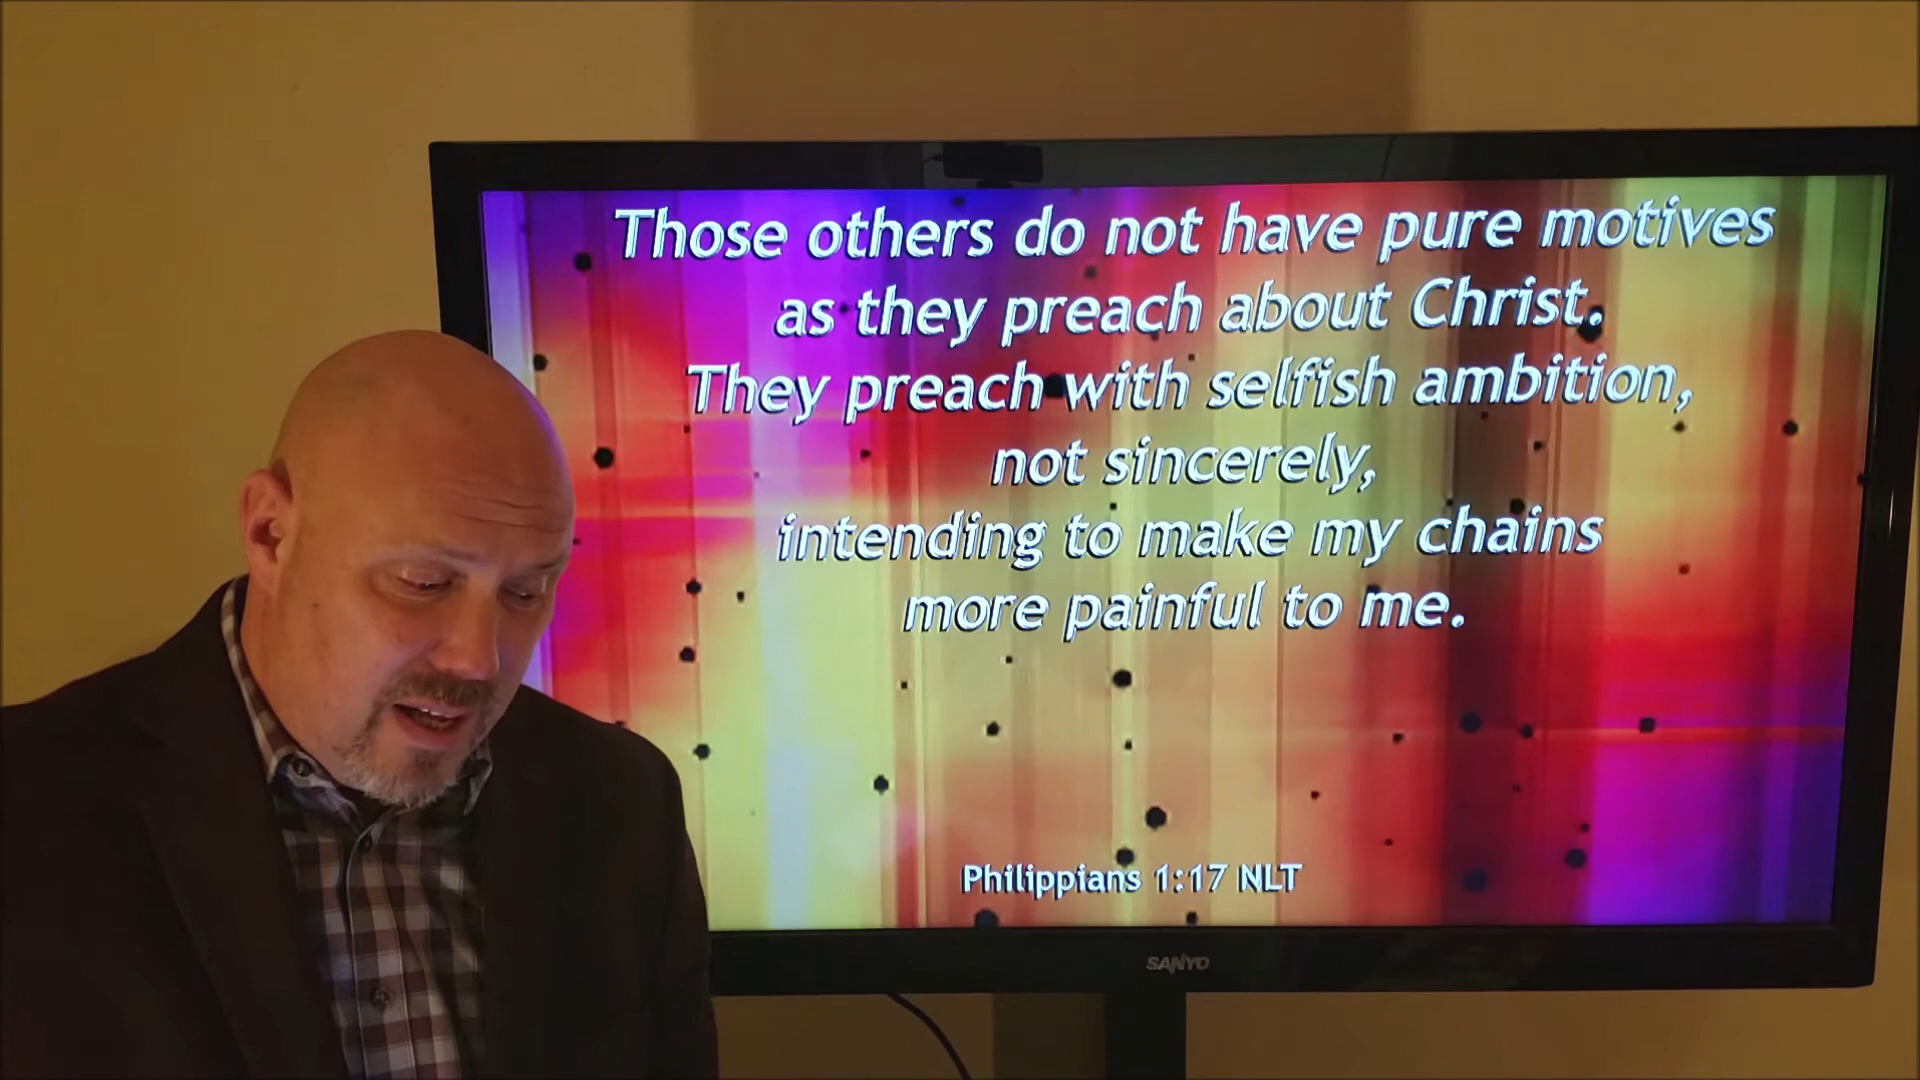 Those others do not have pure motives
as they preach about Christ.
They preach with selfish ambition,
not sincerely,
intending to make my chains
more painful to me.
Philippians 1:17 NLT
SANYO